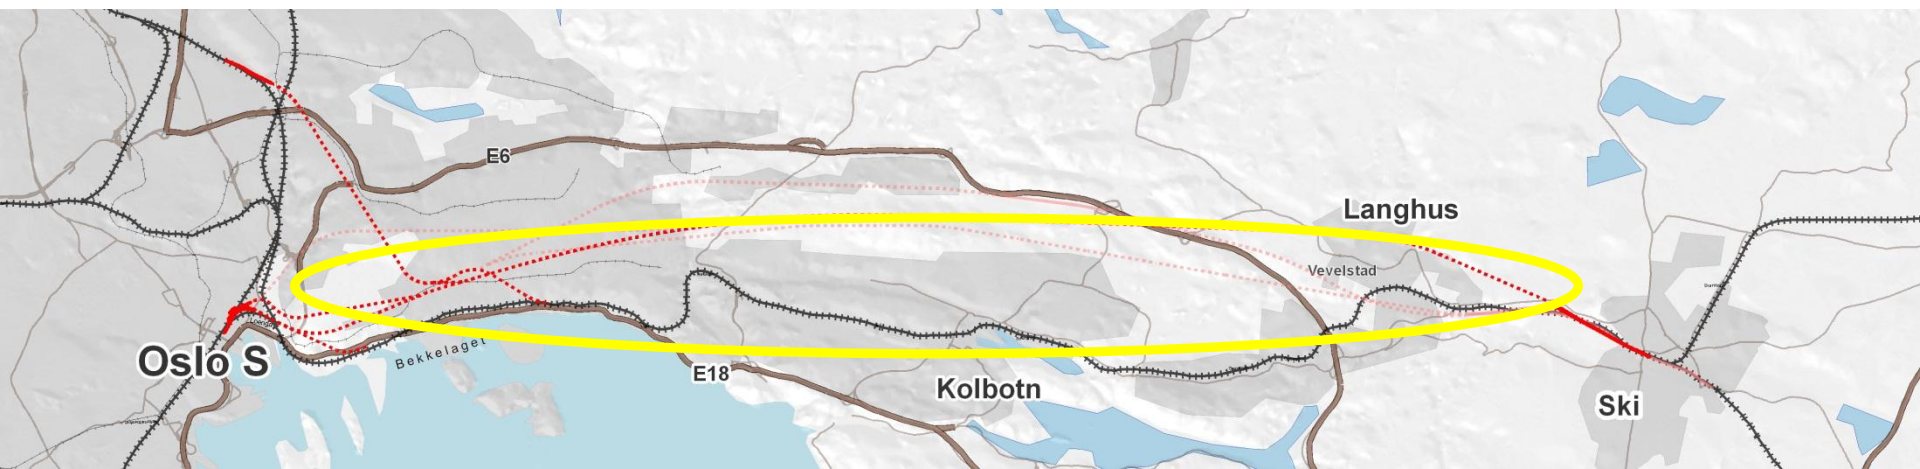 E6
Langhus
Vevelstad
Oslo S
Bekkelaget
E18
Kolbotn
Ski